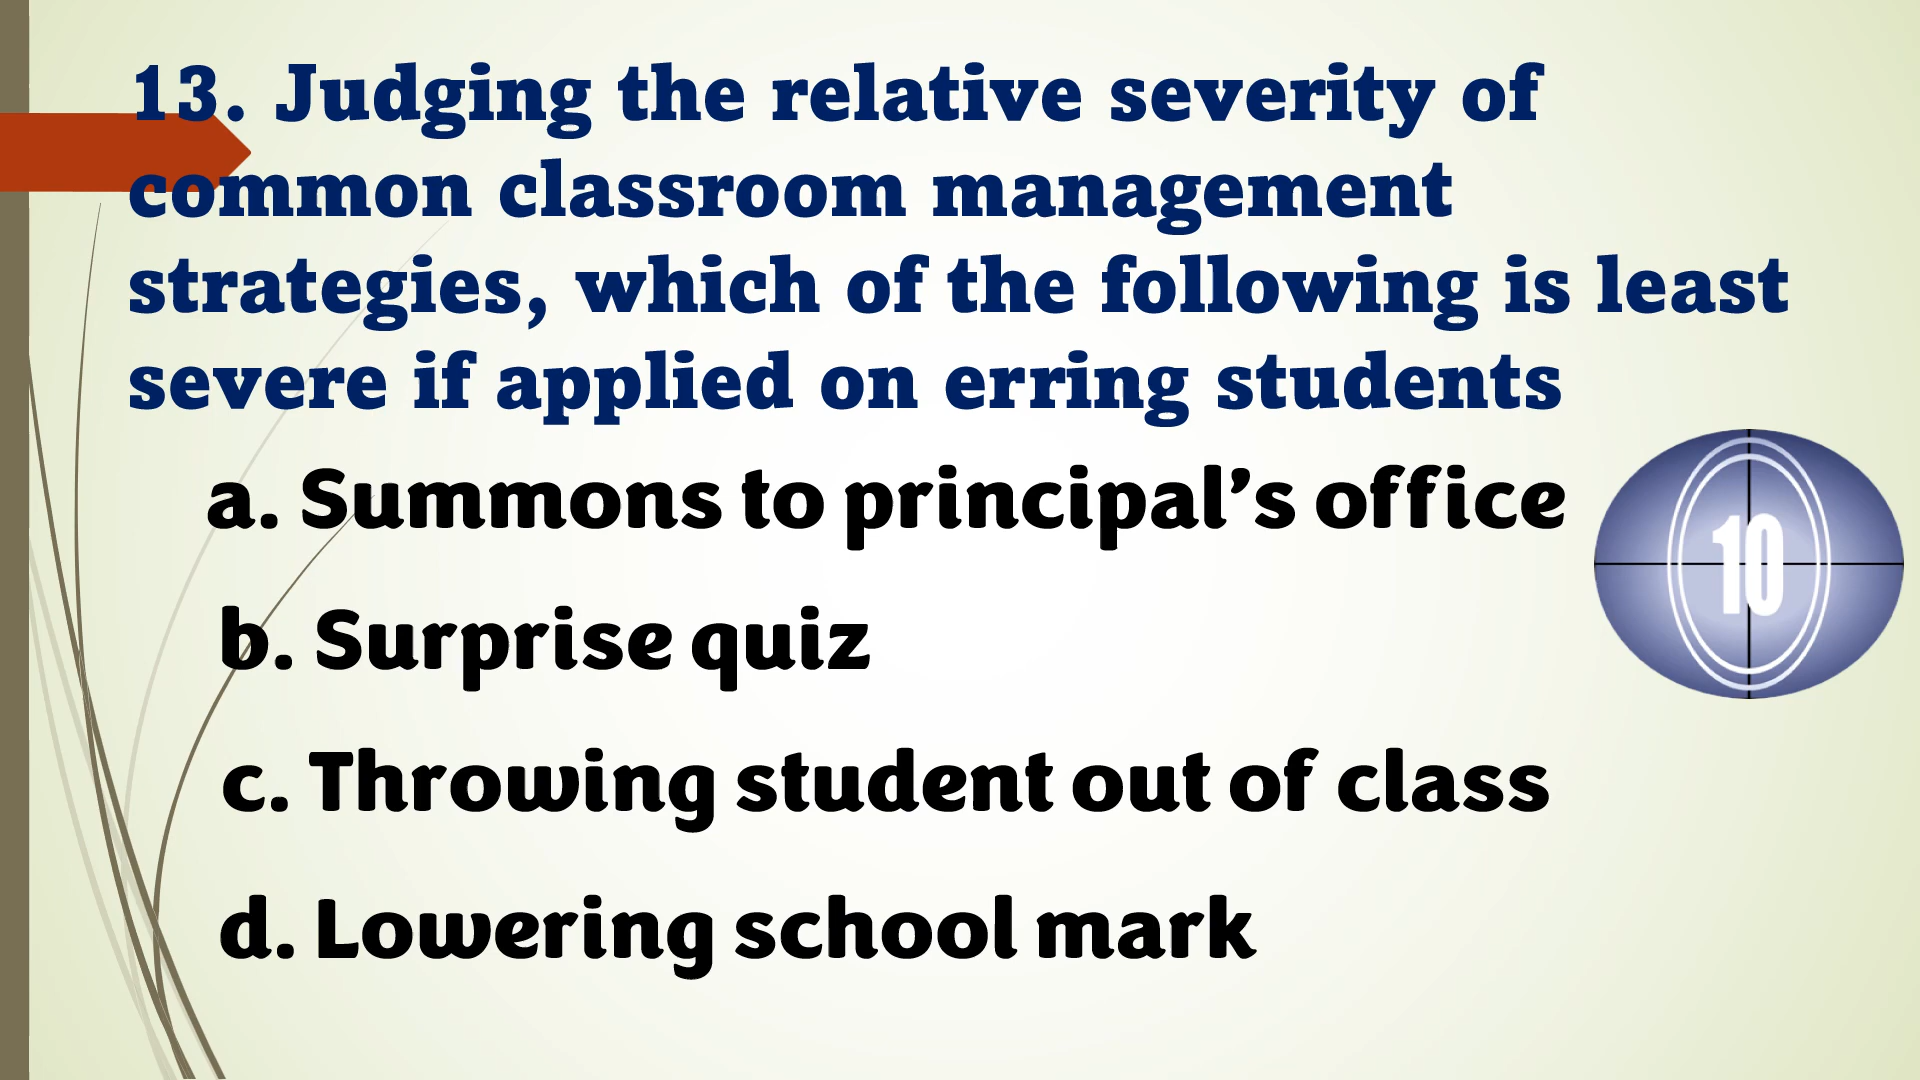 13. Judging the relative severity of
common classroom management
strategies, which of the following is least
severe if applied on erring students
a. Summons to principal’s office
10
b. Surprise quiz
c. Throwing student out of class
d. Lowering school mark